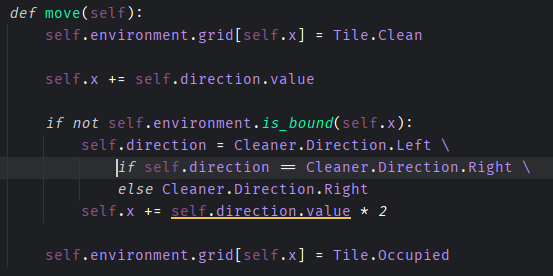 def move(self):
    self.environment.grid[self.x] = Tile.Clean

    self.x += self.direction.value

    if not self.environment.is_bound(self.x):
        self.direction = Cleaner.Direction.Left \
            if self.direction == Cleaner.Direction.Right \
            else Cleaner.Direction.Right
        self.x += self.direction.value * 2

    self.environment.grid[self.x] = Tile.Occupied